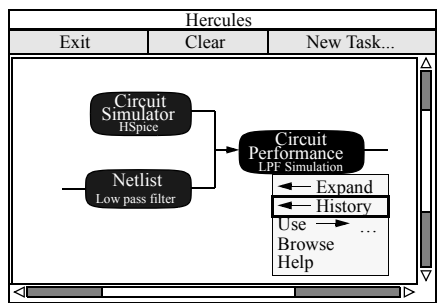 Hercules
Exit Clear New Task...
Circuit
Simulator
HSpice
Circuit
Performance
LPF Simulation
Netlist
Low pass filter
Expand
History
Use ...
Browse
Help